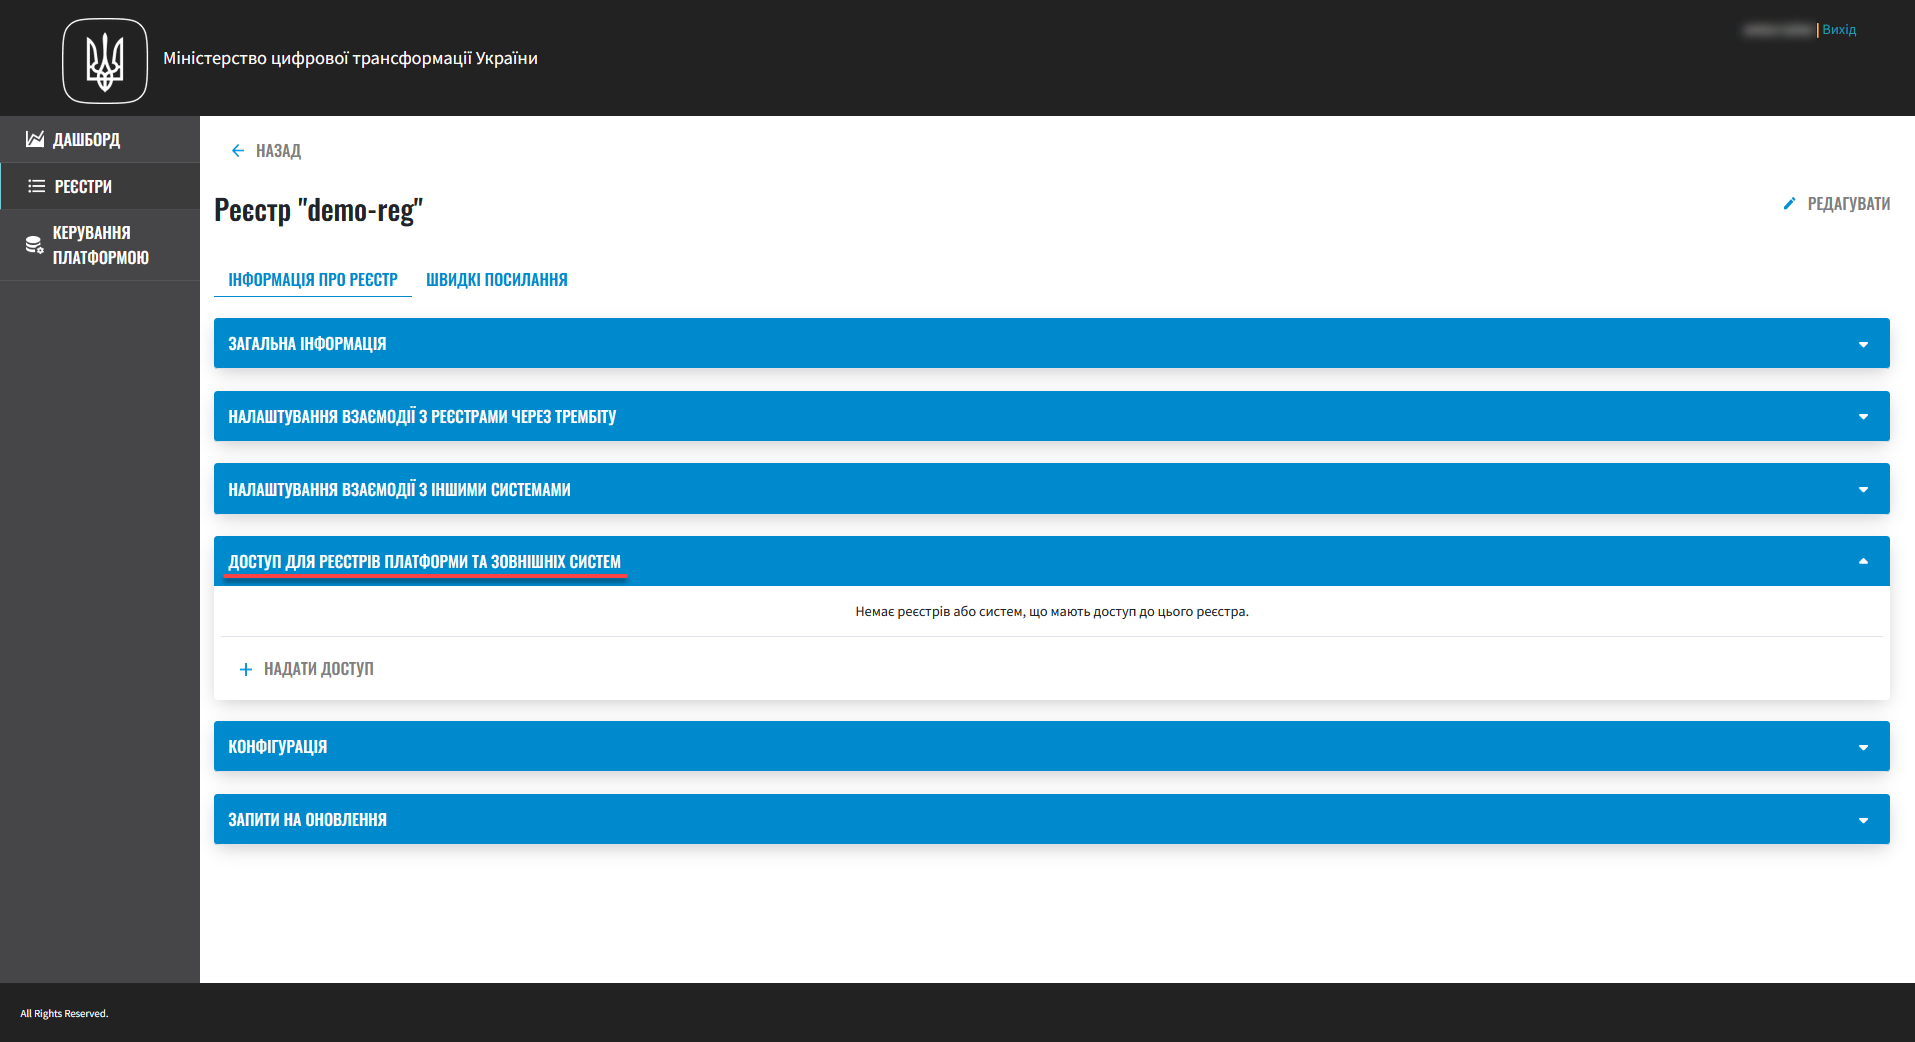 Міністерство цифрової трансформації України
| Вихід
ДАШБОРД
РЕЄСТРИ
КЕРУВАННЯ
ПЛАТФОРМОЮ
НАЗАД
Реєстр "demo-reg"
РЕДАГУВАТИ
ІНФОРМАЦІЯ ПРО РЕЄСТР
ШВИДКІ ПОСИЛАННЯ
ЗАГАЛЬНА ІНФОРМАЦІЯ
НАЛАШТУВАННЯ ВЗАЄМОДІЇ З РЕЄСТРАМИ ЧЕРЕЗ ТРЕМБІТУ
НАЛАШТУВАННЯ ВЗАЄМОДІЇ З ІНШИМИ СИСТЕМАМИ
ДОСТУП ДЛЯ РЕЄСТРІВ ПЛАТФОРМИ ТА ЗОВНІШНІХ СИСТЕМ
Немає реєстрів або систем, що мають доступ до цього реєстра.
НАДАТИ ДОСТУП
КОНФІГУРАЦІЯ
ЗАПИТИ НА ОНОВЛЕННЯ
All Rights Reserved.